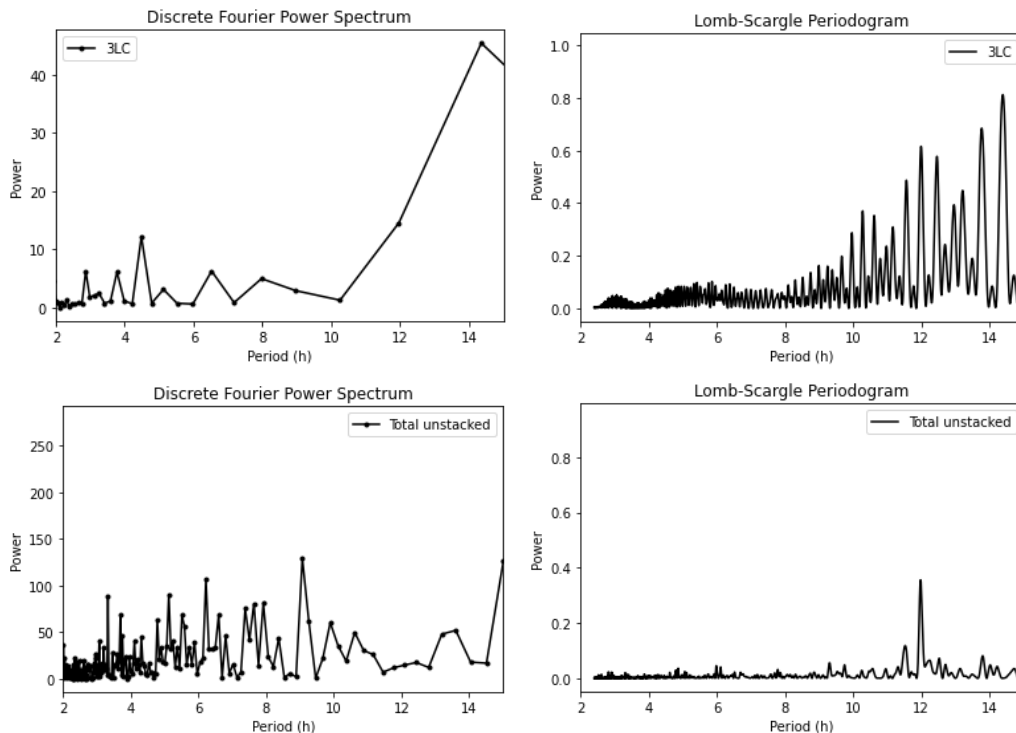 Discrete Fourier Power Spectrum
3LC
Power
40
30
20
10
0
2 4 6 8 10 12 14
Period (h)
Lomb-Scargle Periodogram
3LC
Power
1.0
0.8
0.6
0.4
0.2
0.0
2 4 6 8 10 12 14
Period (h)
Discrete Fourier Power Spectrum
Total unstacked
Power
250
200
150
100
50
0
2 4 6 8 10 12 14
Period (h)
Lomb-Scargle Periodogram
Total unstacked
Power
0.8
0.6
0.4
0.2
0.0
2 4 6 8 10 12 14
Period (h)